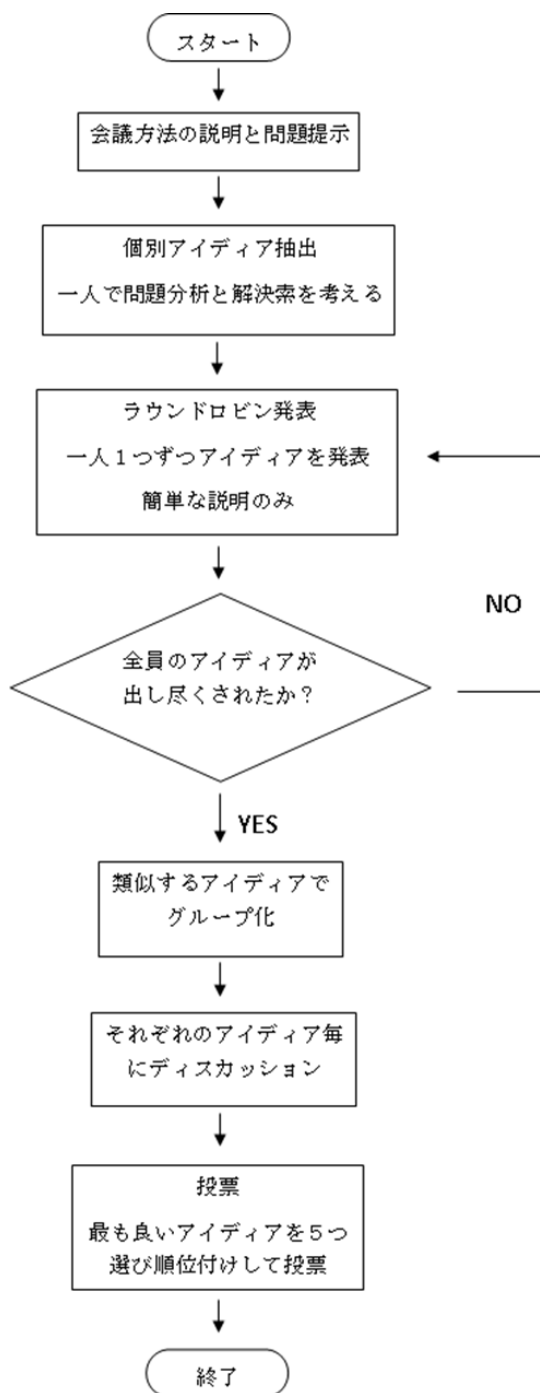 スタート
会議方法の説明と問題提示
個別アイディア抽出
一人で問題分析と解決索を考える
ラウンドロビン発表
一人１つずつアイディアを発表
簡単な説明のみ
NO
全員のアイディアが
出し尽くされたか？
YES
類似するアイディアで
グループ化
それぞれのアイディア毎
にディスカッション
投票
最も良いアイディアを５つ
選び順位付けして投票
終了